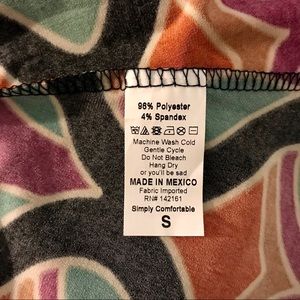 96% Polyester
4% Spandex
Machine Wash Cold
Gentle Cycle
Do Not Bleach
Hang Dry
or you'll be sad
MADE IN MEXICO
Fabric Imported
RN# 142161
Simply Comfortable
S